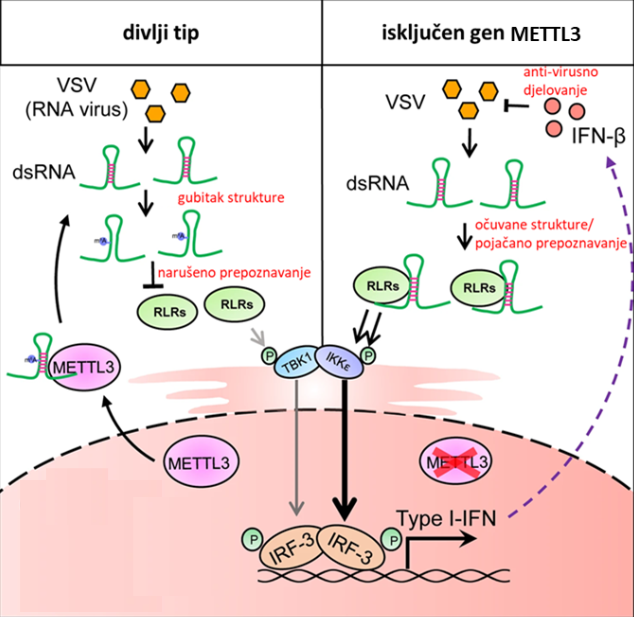 divlji tip
isključen gen METTL3
VSV
(RNA virus)
dsRNA
gubitak strukture
narušeno prepoznavanje
RLRs
RLRs
METTL3
METTL3
anti-virusno
djelovanje
VSV
IFN-β
dsRNA
očuvane strukture/
pojačano prepoznavanje
RLRs
RLRs
P
TBK1
IKKε
P
METTL3
Type I-IFN
P
IRF-3
IRF-3
P